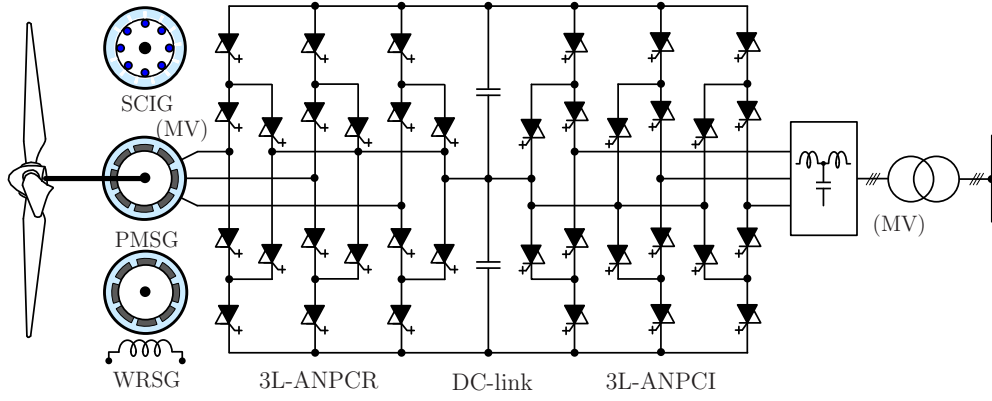 SCIG
(MV)
PMSG
(MV)
WRSG
3L-ANPCR
DC-link
3L-ANPCI